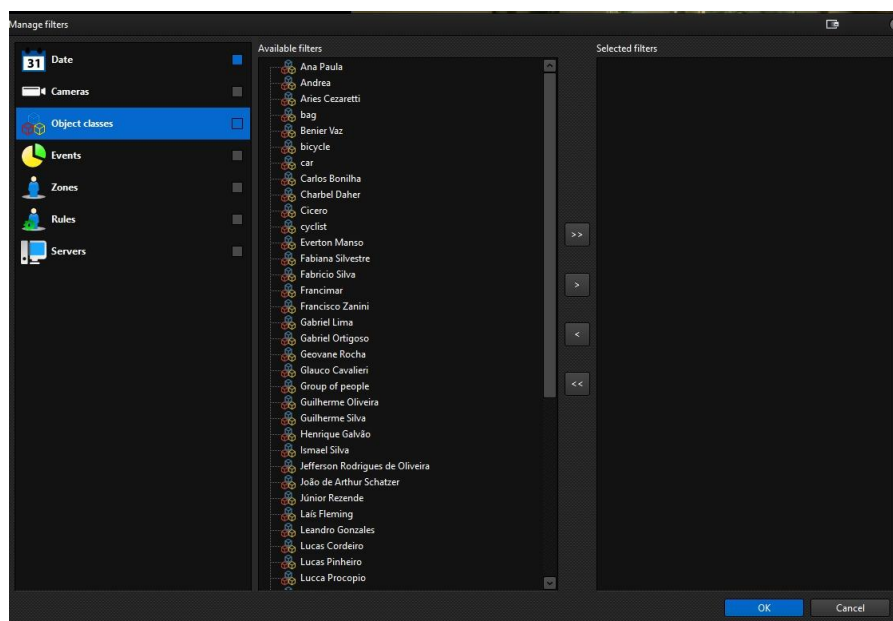 Manage filters
31
Date
Cameras
Object classes
Events
Zones
Rules
Servers
Available filters
Ana Paula
Andrea
Aries Cezaretti
bag
Benier Vaz
bicycle
car
Carlos Bonilha
Charbel Daher
Cicero
cyclist
Everton Manso
Fabiana Silvestre
Fabricio Silva
Francimar
Francisco Zanini
Gabriel Lima
Gabriel Ortigoso
Geovane Rocha
Glauco Cavalieri
Group of people
Guilherme Oliveira
Guilherme Silva
Henrique Galvão
Ismael Silva
Jefferson Rodrigues de Oliveira
João de Arthur Schatzer
Júnior Rezende
Laís Fleming
Leandro Gonzales
Lucas Cordeiro
Lucas Pinheiro
Lucca Procopio
>>
>
<
<<
Selected filters
OK
Cancel